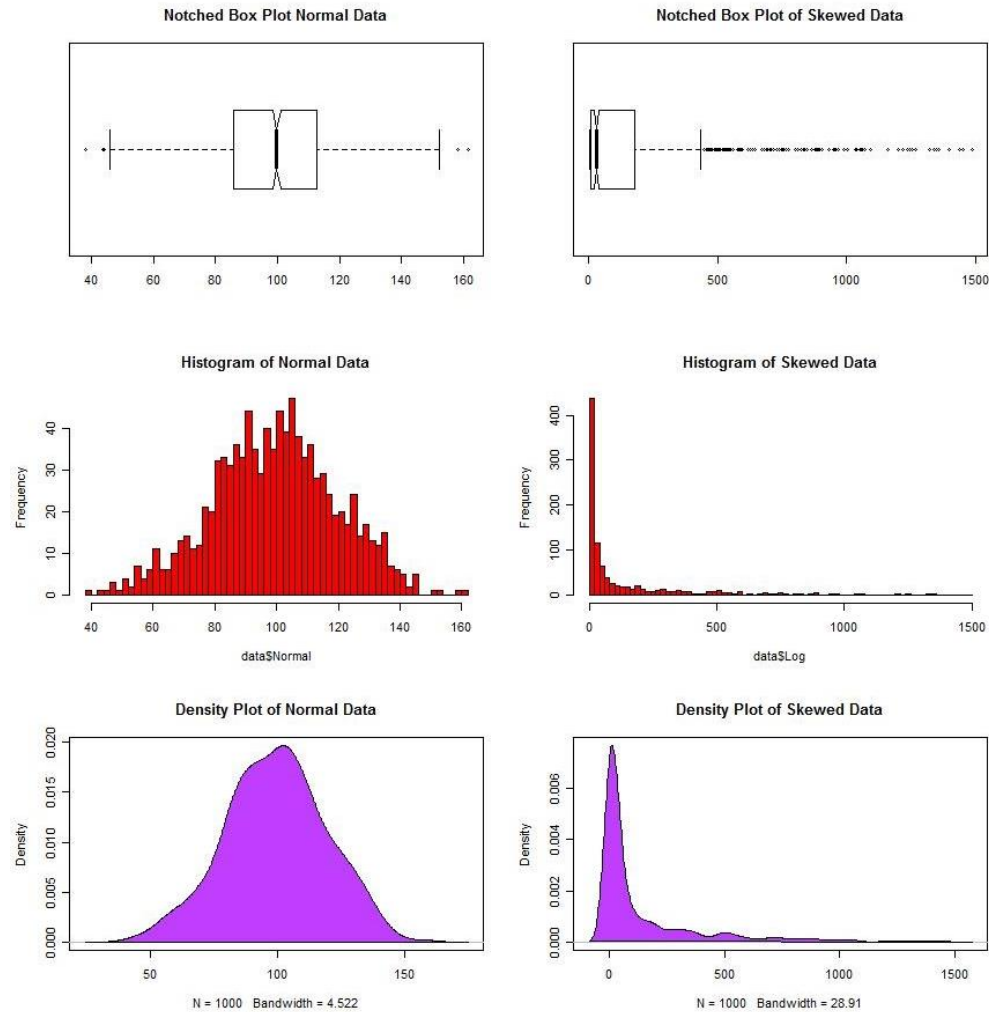 Notched Box Plot Normal Data
40 60 80 100 120 140 160
Notched Box Plot of Skewed Data
0 500 1000 1500
Histogram of Normal Data
Frequency
0 10 20 30 40
40 60 80 100 120 140 160
data$Normal
Histogram of Skewed Data
Frequency
0 100 200 300 400
0 500 1000 1500
data$Log
Density Plot of Normal Data
Density
0.000 0.005 0.010 0.015 0.020
50 100 150
N = 1000 Bandwidth = 4.522
Density Plot of Skewed Data
Density
0.000 0.002 0.004 0.006
0 500 1000 1500
N = 1000 Bandwidth = 28.91